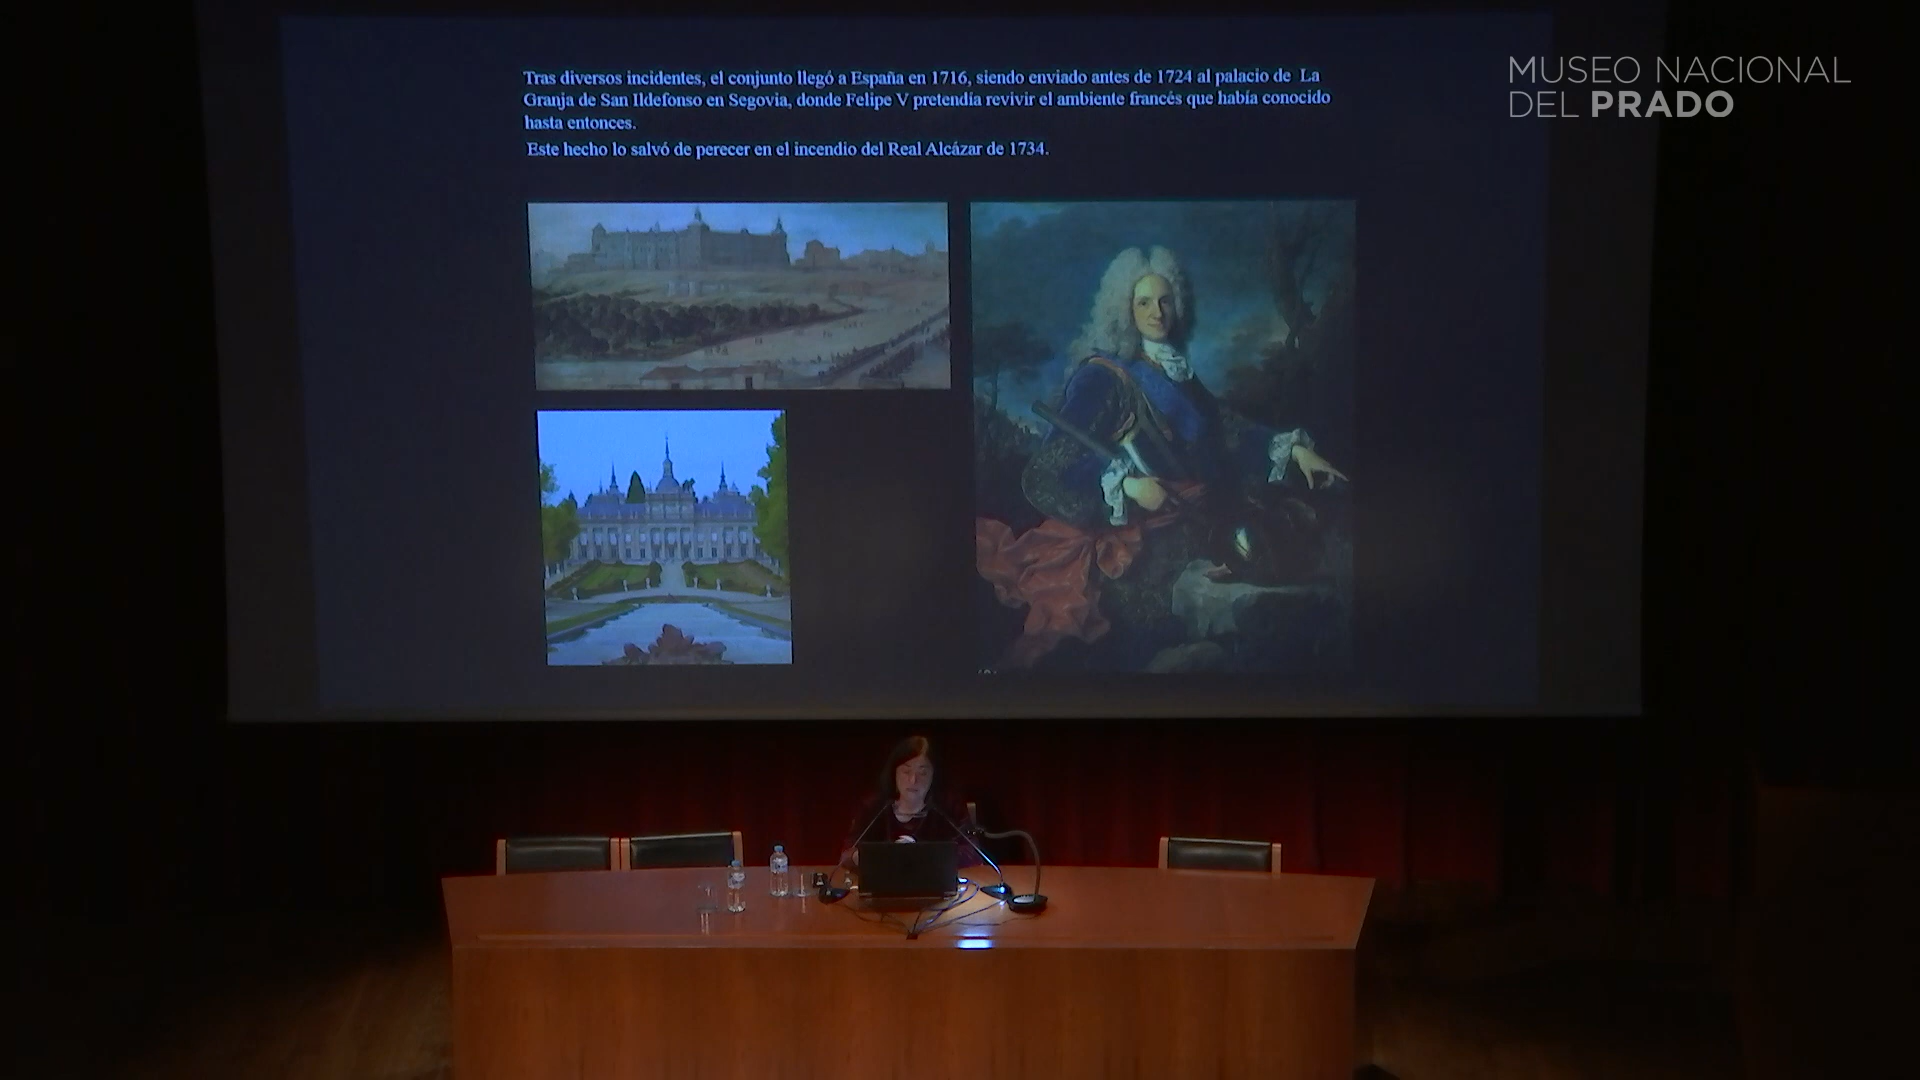 Tras diversos incidentes, el conjunto llegó a España en 1716, siendo enviado antes de 1724 al palacio de La
Granja de San Ildefonso en Segovia, donde Felipe V pretendía revivir el ambiente francés que había conocido
hasta entonces.
Este hecho lo salvó de perecer en el incendio del Real Alcázar de 1734.
MUSEO NACIONAL
DEL PRADO